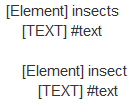 [Element] insects
[TEXT] #text
[Element] insect
[TEXT] #text